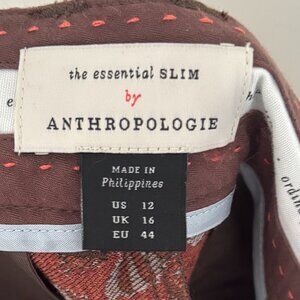 the essential SLIM
by
ANTHROPOLOGIE
MADE IN
Philippines
US 12
UK 16
EU 44